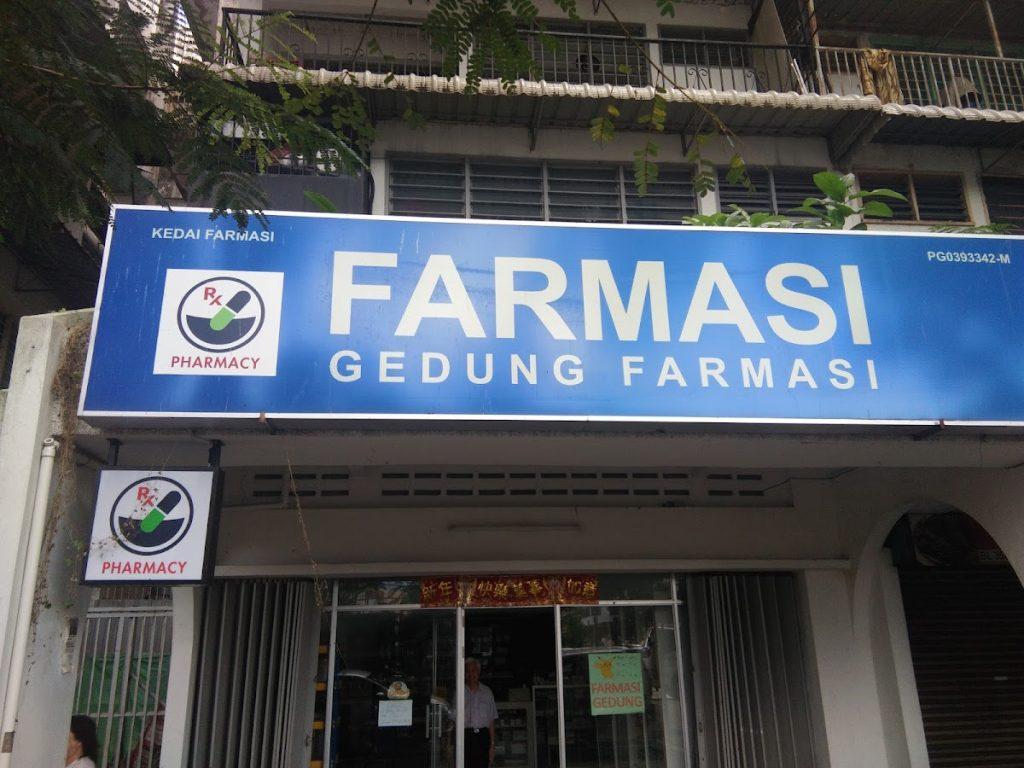 KEDAI FARMASI
PG0393342-M
FARMASI
GEDUNG FARMASI
RX
PHARMACY
RX
PHARMACY
FARMASI
GEDUNG